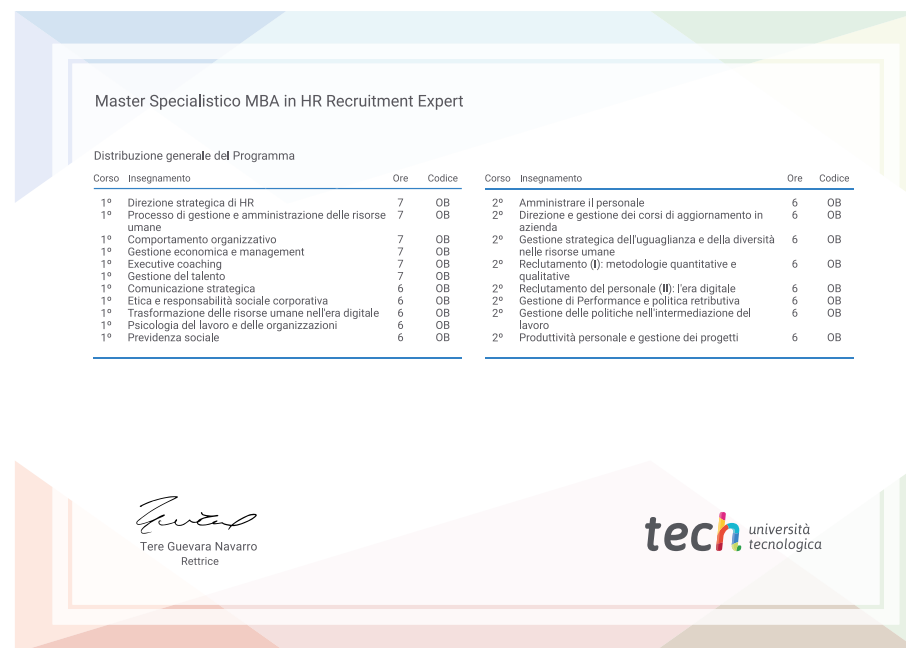 Master Specialistico MBA in HR Recruitment Expert
Distribuzione generale del Programma
Corso Insegnamento Ore Codice
1º Direzione strategica di HR 7 OB
1º Processo di gestione e amministrazione delle risorse 7 OB
umane
1º Comportamento organizzativo 7 OB
1º Gestione economica e management 7 OB
1º Executive coaching 7 OB
1º Gestione del talento 7 OB
1º Comunicazione strategica 6 OB
1º Etica e responsabilità sociale corporativa 6 OB
1º Trasformazione delle risorse umane nell'era digitale 6 OB
1º Psicologia del lavoro e delle organizzazioni 6 OB
1º Previdenza sociale 6 OB
Corso Insegnamento Ore Codice
2º Amministrare il personale 6 OB
2º Direzione e gestione dei corsi di aggiornamento in 6 OB
azienda
2º Gestione strategica dell'uguaglianza e della diversità 6 OB
nelle risorse umane
2º Reclutamento (I): metodologie quantitative e 6 OB
qualitative
2º Reclutamento del personale (II): l'era digitale 6 OB
2º Gestione di Performance e politica retributiva 6 OB
2º Gestione delle politiche nell'intermediazione del 6 OB
lavoro
2º Produttività personale e gestione dei progetti 6 OB
Tere Guevara Navarro
Rettrice
tech università
tecnologica